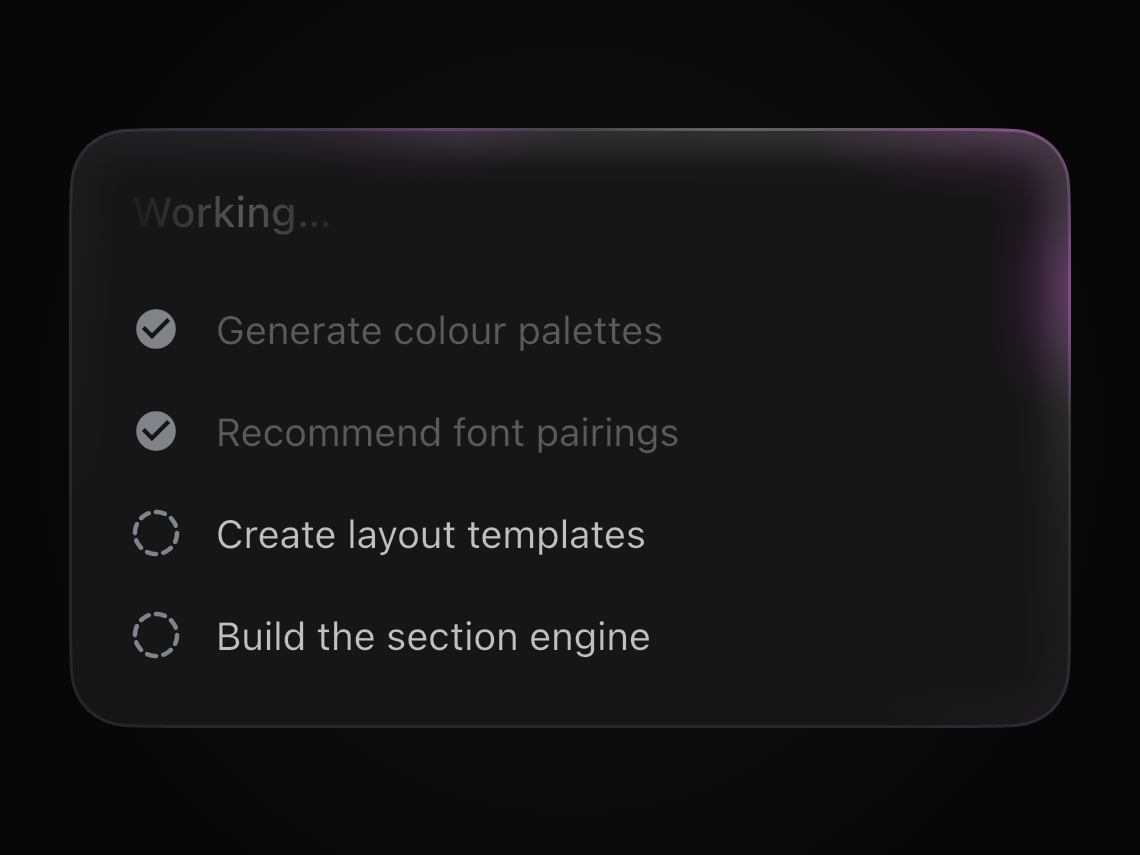 Working...
Generate colour palettes
Recommend font pairings
Create layout templates
Build the section engine